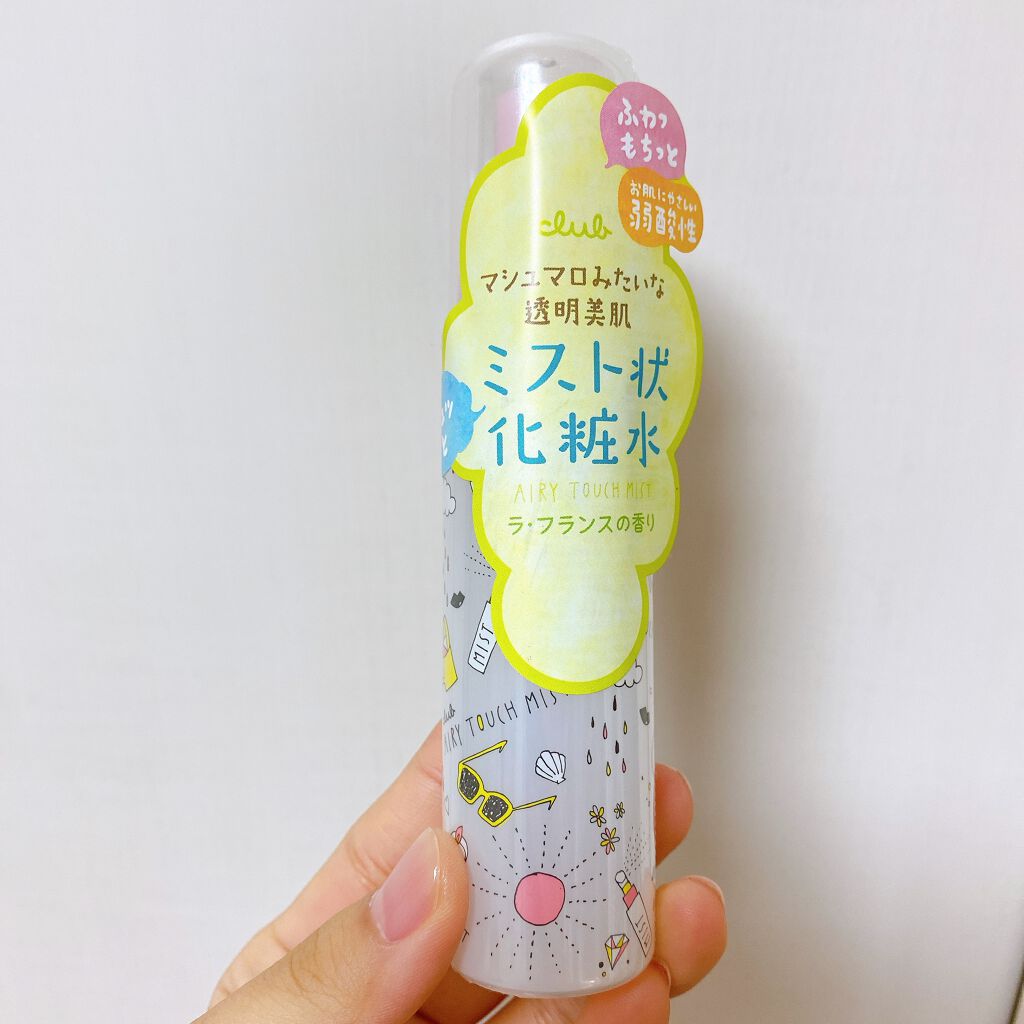 ふわっ
もちっと
お肌にやさしい
弱酸性
club
マシュマロみたいな
透明美肌
ミスト状
化粧水
AIRY TOUCH MIST
ラ・フランスの香り
MIST
club
AIRY TOUCH MIST